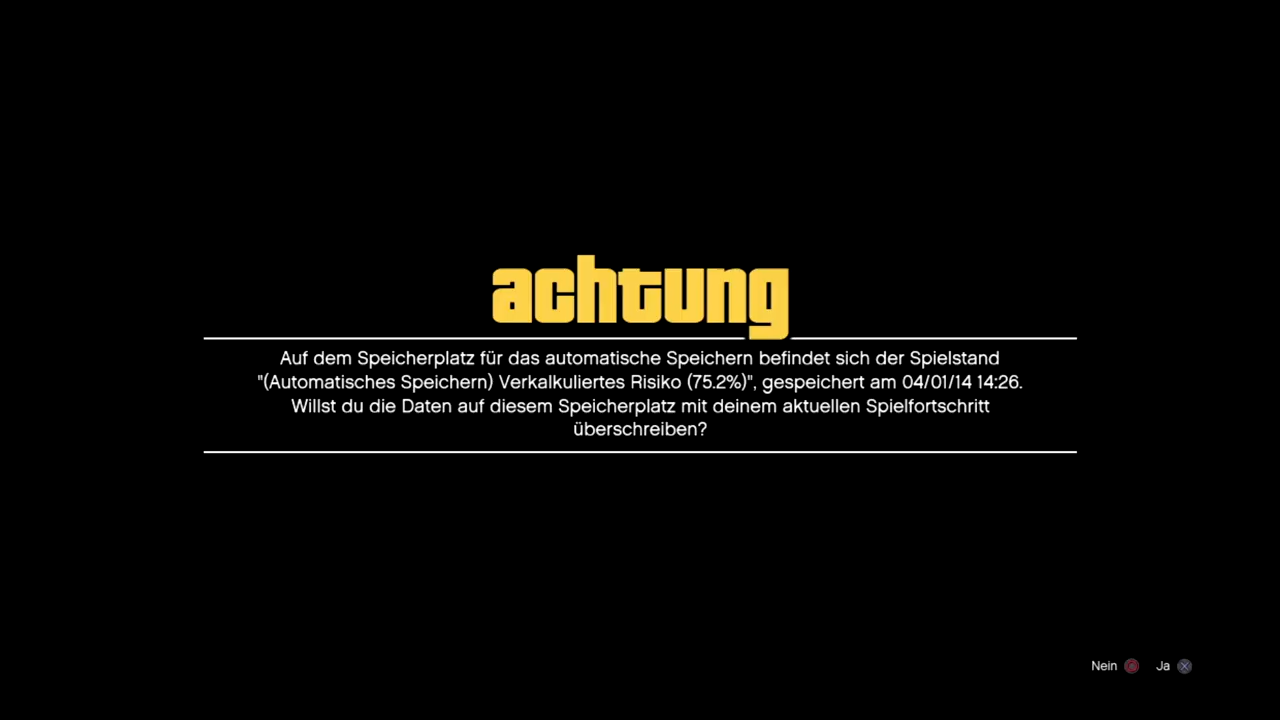 achtung
Auf dem Speicherplatz für das automatische Speichern befindet sich der Spielstand
"(Automatisches Speichern) Verkalkuliertes Risiko (75.2%)", gespeichert am 04/01/14 14:26.
Willst du die Daten auf diesem Speicherplatz mit deinem aktuellen Spielfortschritt
überschreiben?
Nein Ja